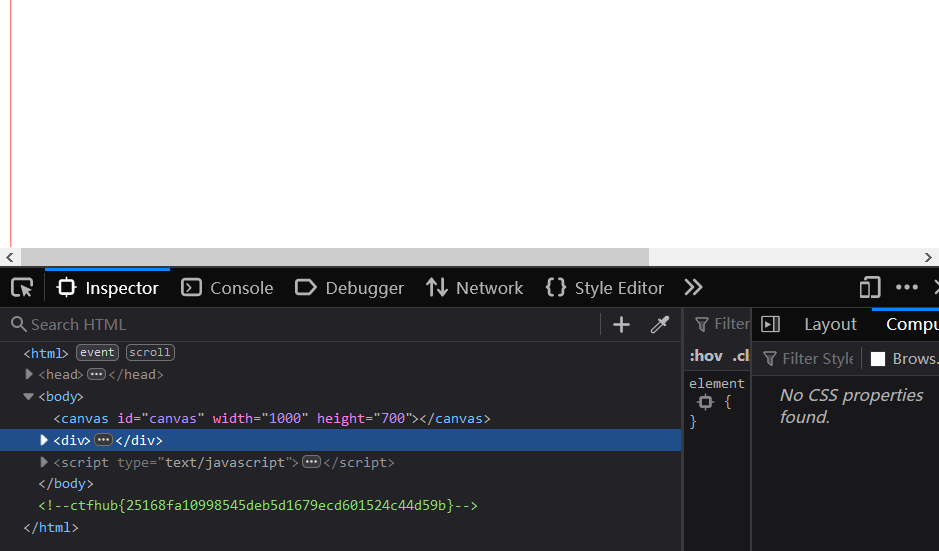 Inspector Console Debugger Network Style Editor
Search HTML
Filter
Layout Compu
<html> event scroll
:hov .cl
Filter Style
Brows.
<head>···</head>
element
{
}
No CSS properties
found.
<body>
<canvas id="canvas" width="1000" height="700"></canvas>
<div>···</div>
<script type="text/javascript">···</script>
</body>
<!--ctfhub{25168fa10998545deb5d1679ecd601524c44d59b}-->
</html>